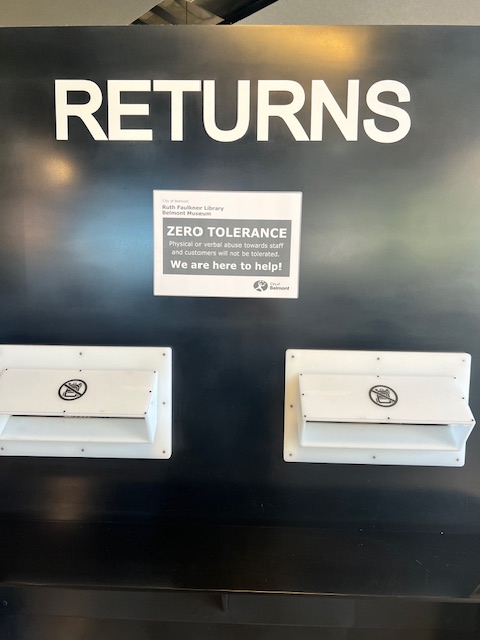 RETURNS
City of Belmont
Ruth Faulkner Library
Belmont Museum
ZERO TOLERANCE
Physical or verbal abuse towards staff
and customers will not be tolerated.
We are here to help!
City of
Belmont